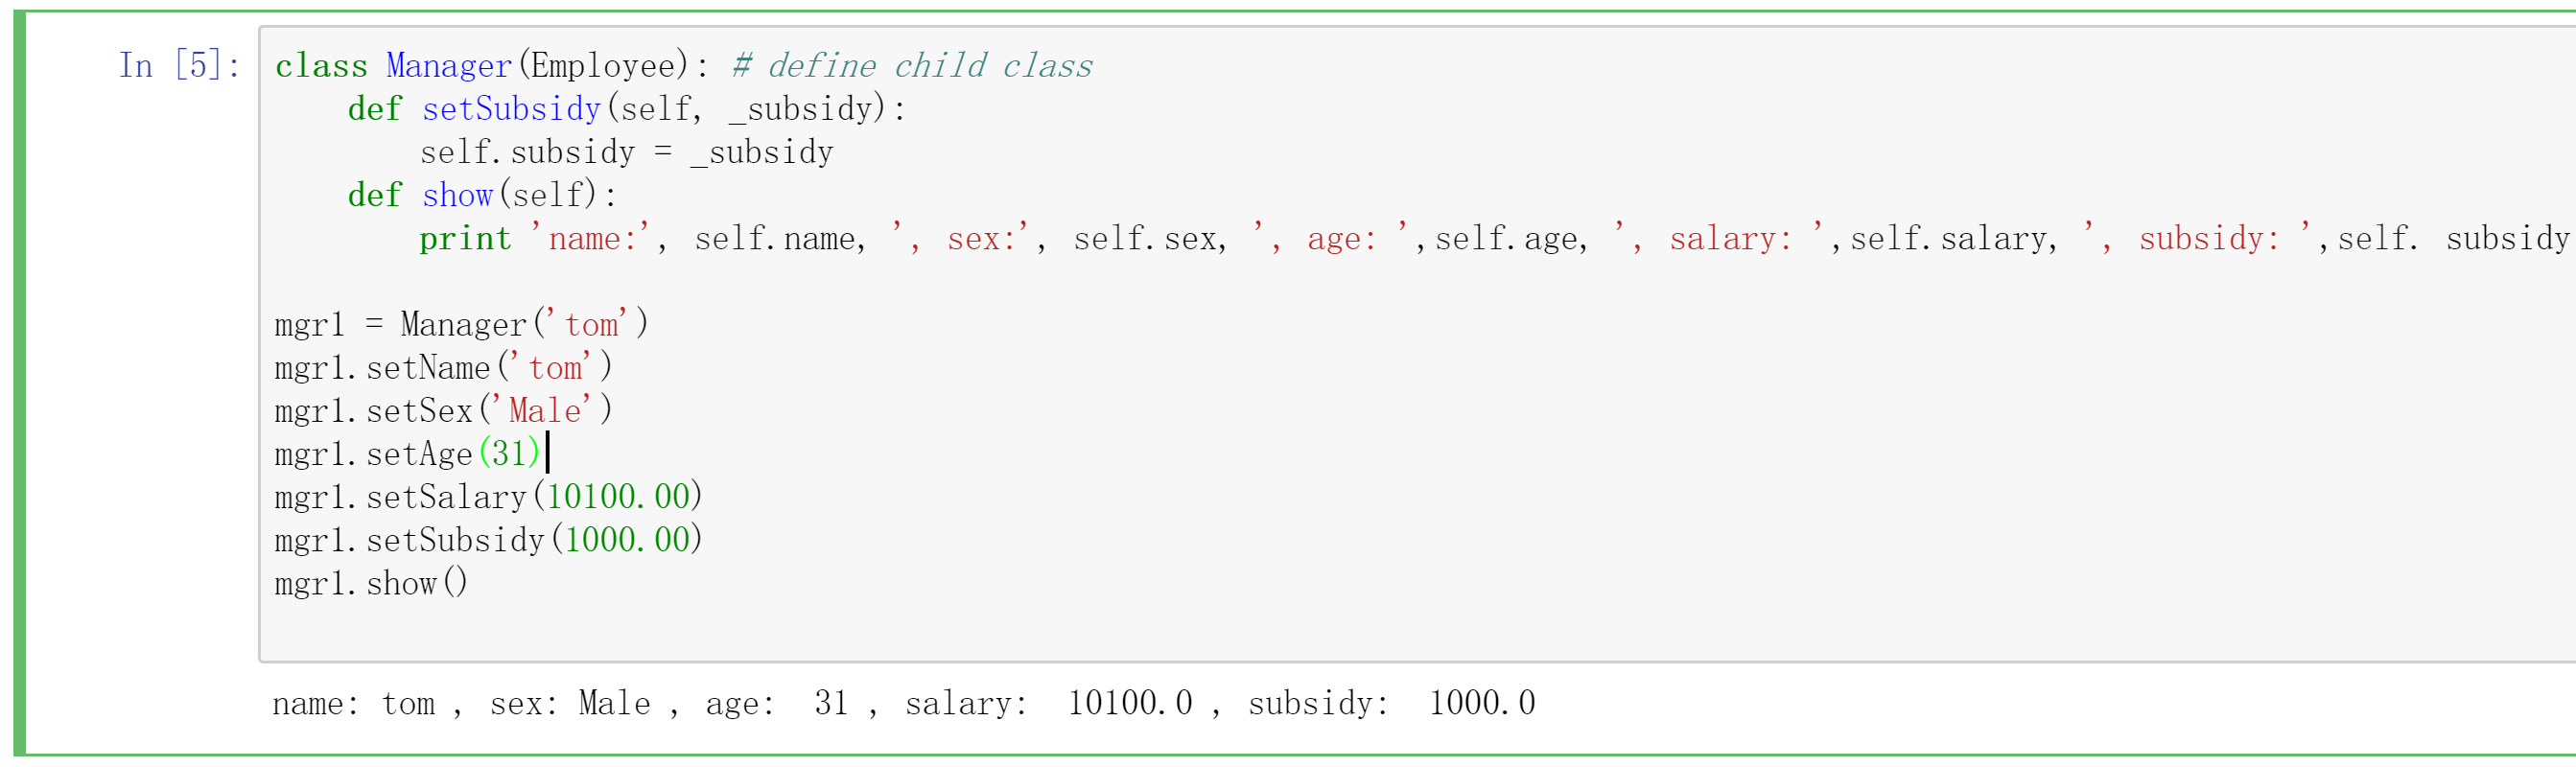 In [5]:
class Manager(Employee): # define child class
    def setSubsidy(self, _subsidy):
        self.subsidy = _subsidy
    def show(self):
        print 'name:', self.name, ', sex:', self.sex, ', age: ',self.age, ', salary: ',self.salary, ', subsidy: ',self. subsidy

mgr1 = Manager('tom')
mgr1.setName('tom')
mgr1.setSex('Male')
mgr1.setAge(31)
mgr1.setSalary(10100.00)
mgr1.setSubsidy(1000.00)
mgr1.show()

name: tom , sex: Male , age:  31 , salary:  10100.0 , subsidy:  1000.0